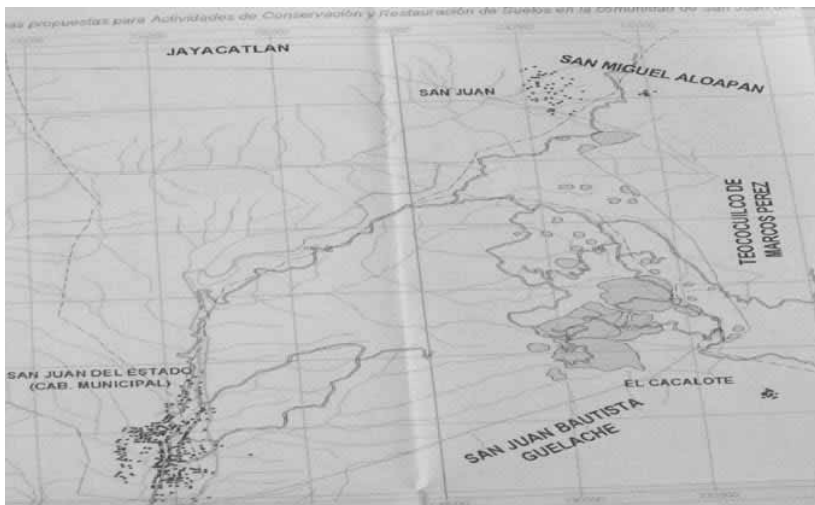 as propuestas para Actividades de Conservación y Restauración de Suelos en la comunidad de San Juan del
JAYACATLAN
SAN MIGUEL ALOAPAN
SAN JUAN
TEOCOCUILCO DE
MARCOS PEREZ
SAN JUAN DEL ESTADO
(CAB. MUNICIPAL)
EL CACALOTE
SAN JUAN BAUTISTA
GUELACHE